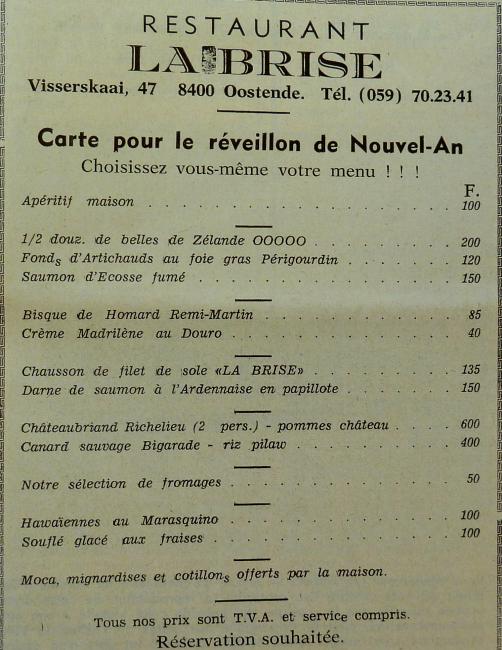 RESTAURANT
LA BRISE
Visserskaai, 47 8400 Oostende. Tél. (059) 70.23.41
Carte pour le réveillon de Nouvel-An
Choisissez vous-même votre menu ! ! !
F.
Apéritif maison . . . . . . . . . . . . . . . . 100
1/2 douz. de belles de Zélande OOOOO . . . . . . . 200
Fonds d'Artichauds au foie gras Périgourdin . . . . . . 120
Saumon d'Ecosse fumé . . . . . . . . . . . . . 150
Bisque de Homard Remi-Martin . . . . . . . . . . 85
Crème Madrilène au Douro . . . . . . . . . . . . 40
Chausson de filet de sole «LA BRISE» . . . . . . . . 135
Darne de saumon à l'Ardennaise en papillote . . . . . . 150
Châteaubriand Richelieu (2 pers.) - pommes château . . . . 600
Canard sauvage Bigarade - riz pilaw . . . . . . . . . 400
Notre sélection de fromages . . . . . . . . . . . . 50
Hawaïennes au Marasquino . . . . . . . . . . . . 100
Souflé glacé aux fraises . . . . . . . . . . . . . 100
Moca, mignardises et cotillons offerts par la maison.
Tous nos prix sont T.V.A. et service compris.
Réservation souhaitée.